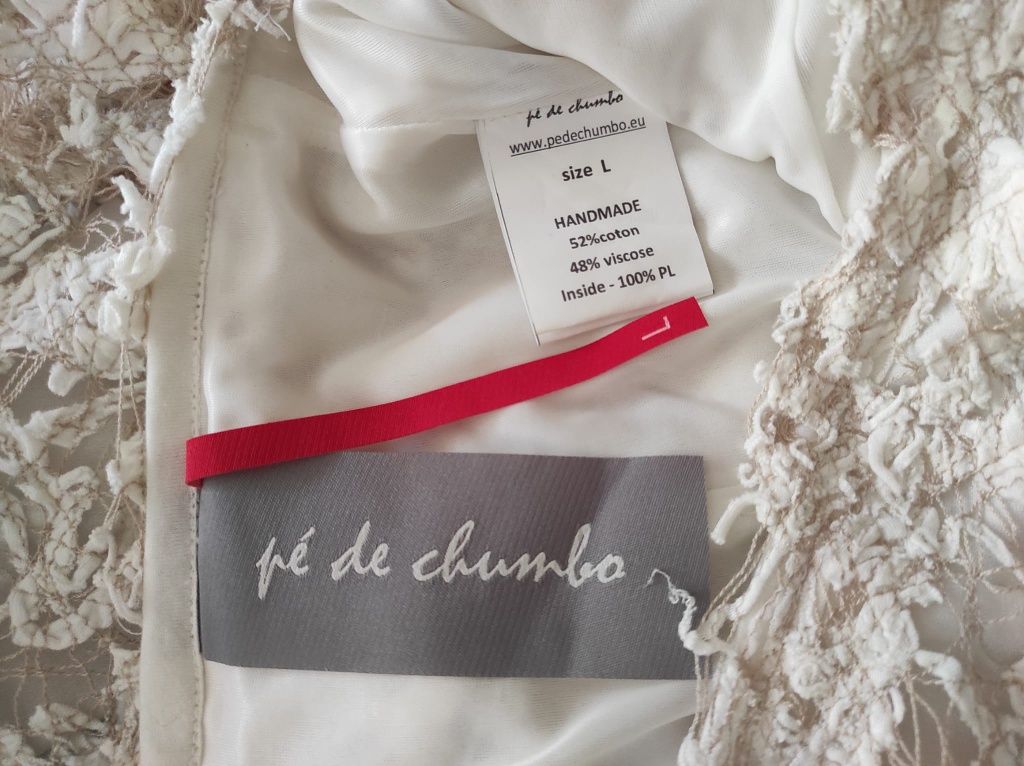 pé de chumbo
www.pedechumbo.eu
size L
HANDMADE
52%coton
48% viscose
Inside - 100% PL
L
pé de chumbo